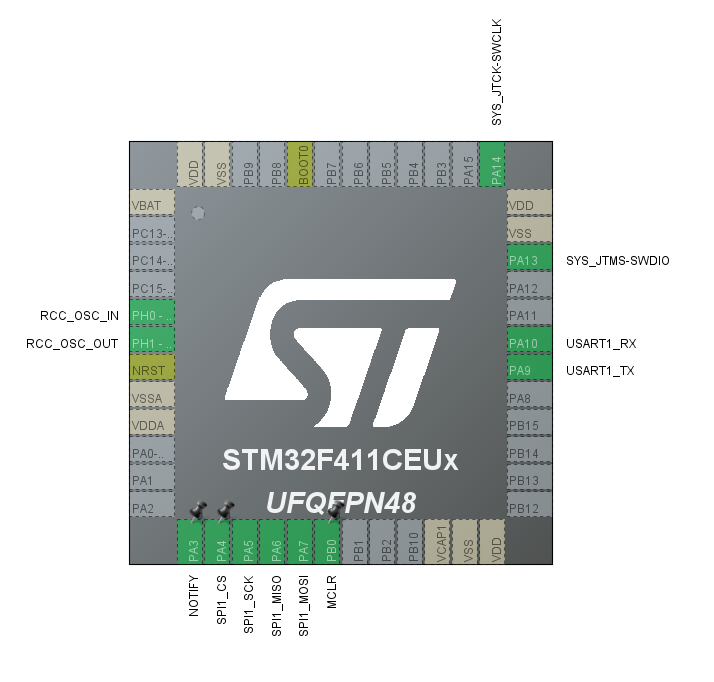 SYS_JTCK-SWCLK
VDD
VSS
PB9
PB8
BOOT0
PB7
PB6
PB5
PB4
PB3
PA15
PA14
VBAT
PC13-..
PC14-..
PC15-..
RCC_OSC_IN
PH0 - ..
RCC_OSC_OUT
PH1 - ..
NRST
VSSA
VDDA
PA0-..
PA1
PA2
VDD
VSS
PA13
SYS_JTMS-SWDIO
PA12
PA11
PA10
USART1_RX
PA9
USART1_TX
PA8
PB15
PB14
PB13
PB12
ST
STM32F411CEUx
UFQFPN48
PA3
PA4
PA5
PA6
PA7
PB0
PB1
PB2
PB10
VCAP1
VSS
VDD
NOTIFY
SPI1_CS
SPI1_SCK
SPI1_MISO
SPI1_MOSI
MCLR